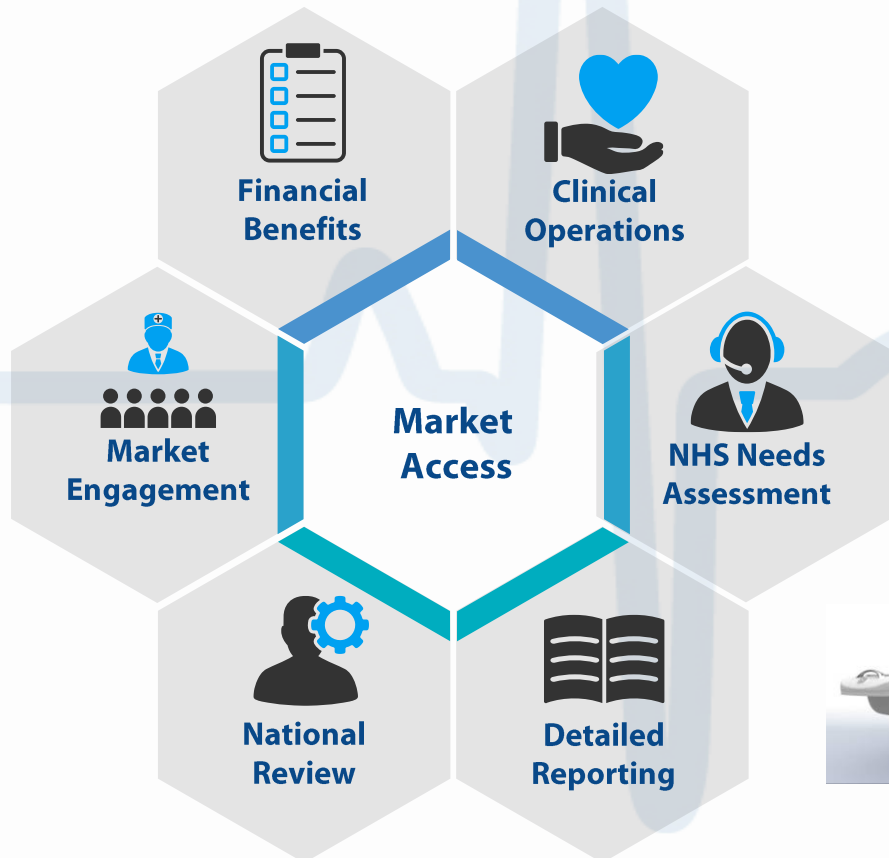 Financial
Benefits
Clinical
Operations
Market
Engagement
Market
Access
NHS Needs
Assessment
National
Review
Detailed
Reporting